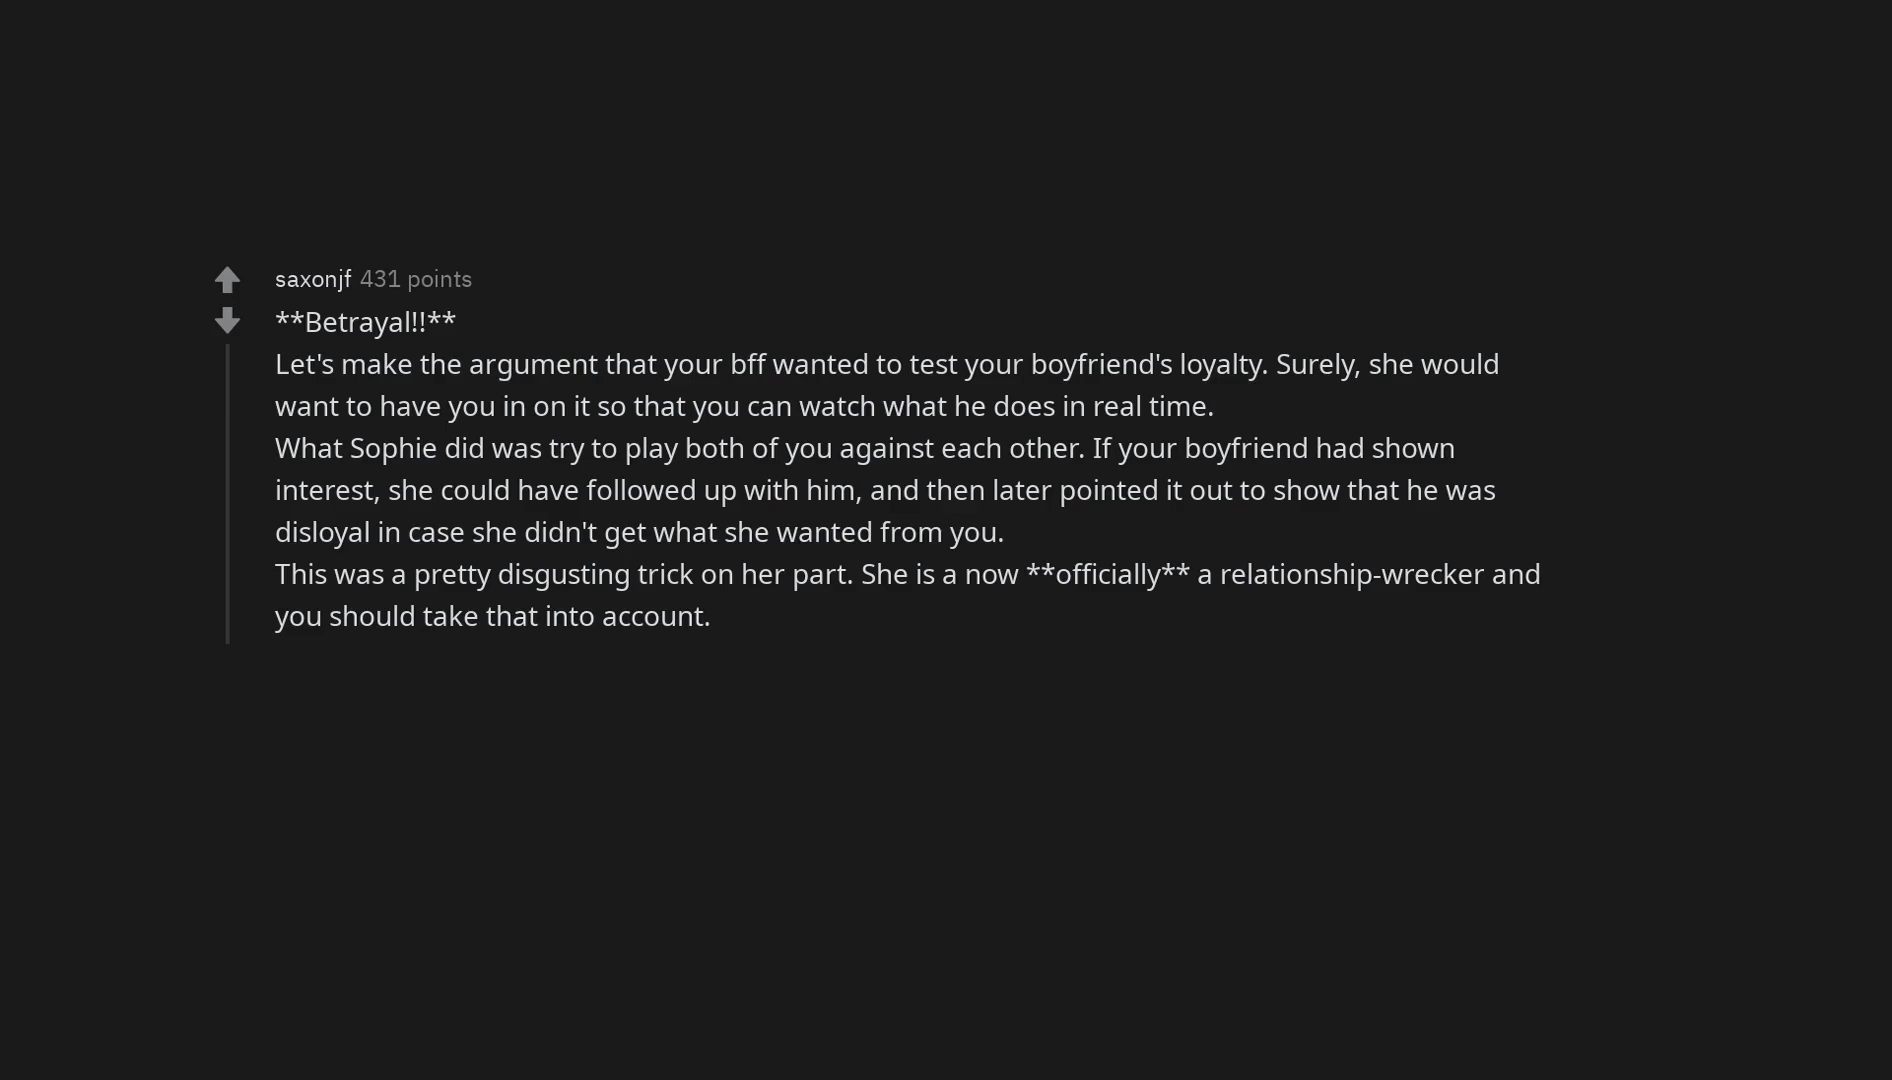 saxonjf 431 points
**Betrayal!!**
Let's make the argument that your bff wanted to test your boyfriend's loyalty. Surely, she would
want to have you in on it so that you can watch what he does in real time.
What Sophie did was try to play both of you against each other. If your boyfriend had shown
interest, she could have followed up with him, and then later pointed it out to show that he was
disloyal in case she didn't get what she wanted from you.
This was a pretty disgusting trick on her part. She is a now **officially** a relationship-wrecker and
you should take that into account.